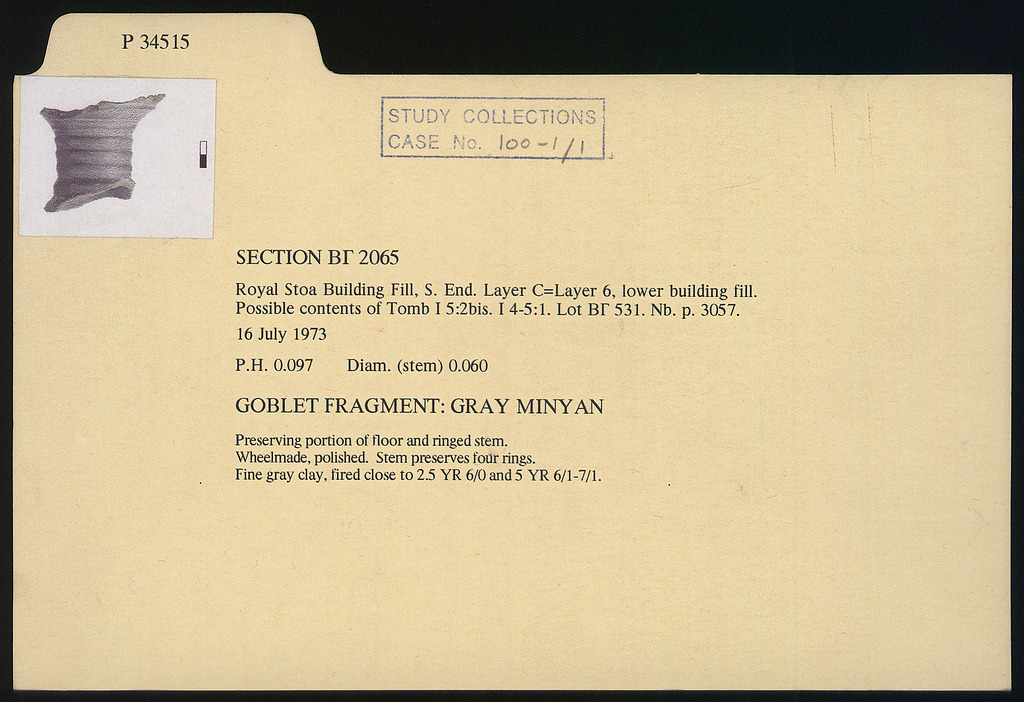 P 34515
STUDY COLLECTIONS
CASE No. 100-1/1
SECTION ΒΓ 2065
Royal Stoa Building Fill, S. End. Layer C=Layer 6, lower building fill.
Possible contents of Tomb I 5:2bis. I 4-5:1. Lot ΒΓ 531. Nb. p. 3057.
16 July 1973
P.H. 0.097 Diam. (stem) 0.060
GOBLET FRAGMENT: GRAY MINYAN
Preserving portion of floor and ringed stem.
Wheelmade, polished. Stem preserves four rings.
Fine gray clay, fired close to 2.5 YR 6/0 and 5 YR 6/1-7/1.